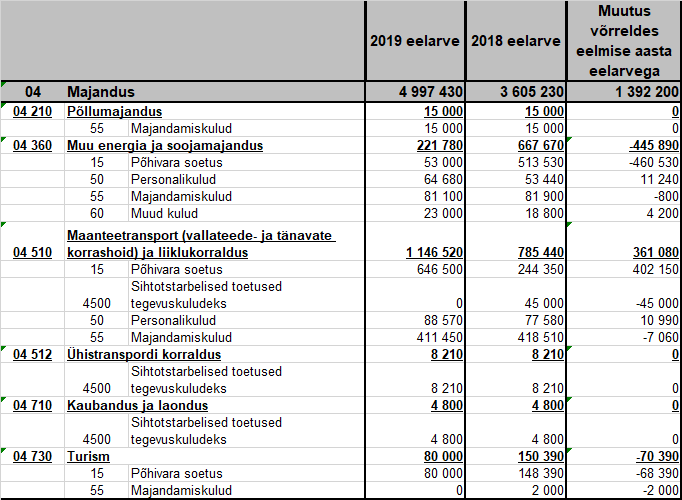 2019 eelarve 2018 eelarve Muutus võrreldes eelmise aasta eelarvega
04 Majandus 4 997 430 3 605 230 1 392 200
04 210 Põllumajandus 15 000 15 000 0
55 Majandamiskulud 15 000 15 000 0
04 360 Muu energia ja soojamajandus 221 780 667 670 -445 890
15 Põhivara soetus 53 000 513 530 -460 530
50 Personalikulud 64 680 53 440 11 240
55 Majandamiskulud 81 100 81 900 -800
60 Muud kulud 23 000 18 800 4 200
Maanteetransport (vallateede- ja tänavate
04 510 korrashoid) ja liiklukorraldus 1 146 520 785 440 361 080
15 Põhivara soetus 646 500 244 350 402 150
Sihtotstarbelised toetused
4500 tegevuskuludeks 0 45 000 -45 000
50 Personalikulud 88 570 77 580 10 990
55 Majandamiskulud 411 450 418 510 -7 060
04 512 Ühistranspordi korraldus 8 210 8 210 0
Sihtotstarbelised toetused
4500 tegevuskuludeks 8 210 8 210 0
04 710 Kaubandus ja laondus 4 800 4 800 0
Sihtotstarbelised toetused
4500 tegevuskuludeks 4 800 4 800 0
04 730 Turism 80 000 150 390 -70 390
15 Põhivara soetus 80 000 148 390 -68 390
55 Majandamiskulud 0 2 000 -2 000